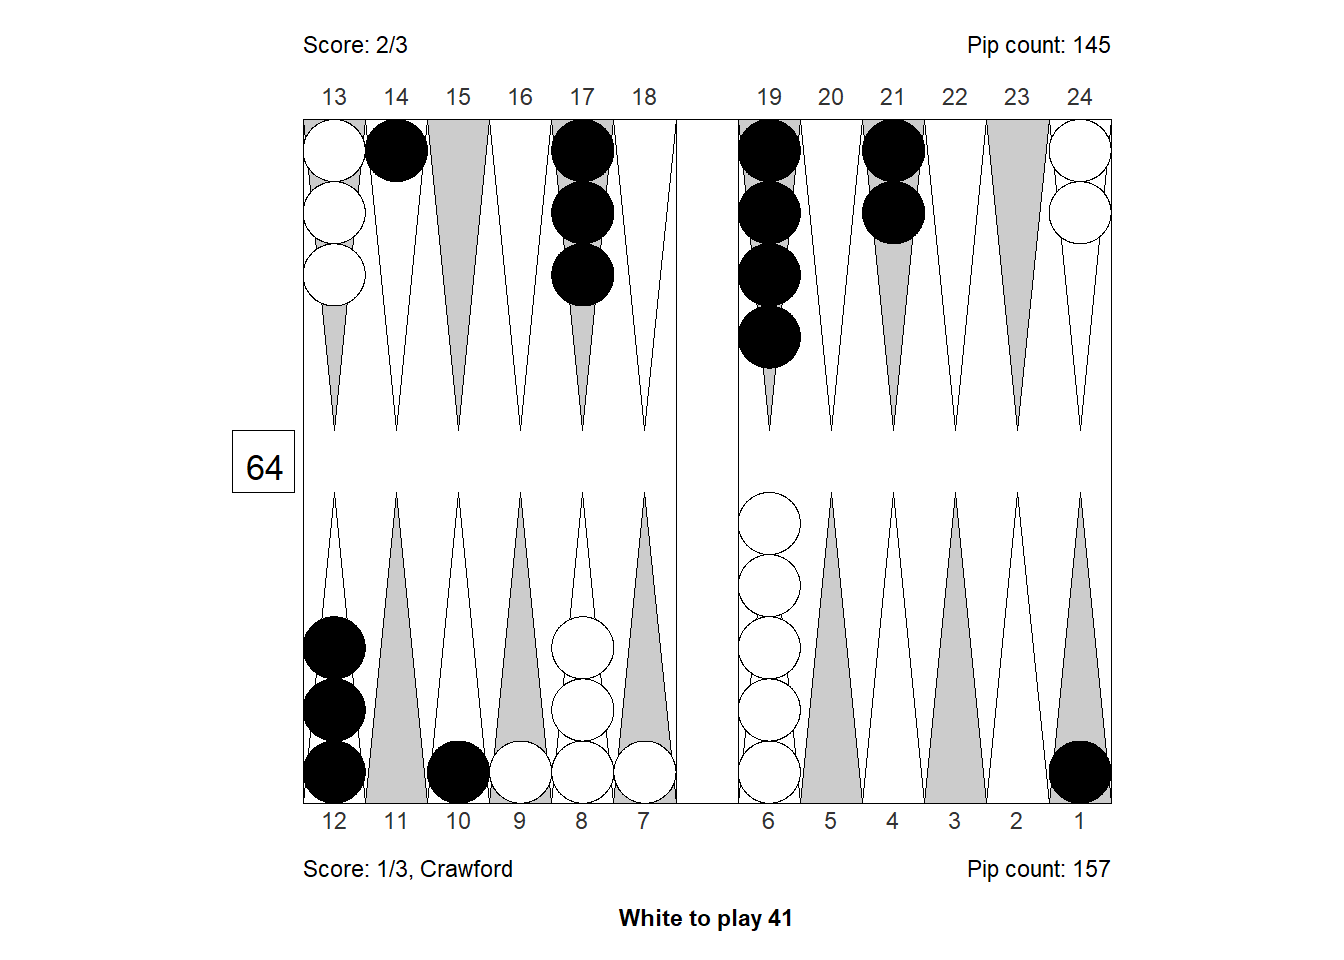 Score: 2/3 Pip count: 145
13 14 15 16 17 18 19 20 21 22 23 24
64
12 11 10 9 8 7 6 5 4 3 2 1
Score: 1/3, Crawford Pip count: 157
White to play 41